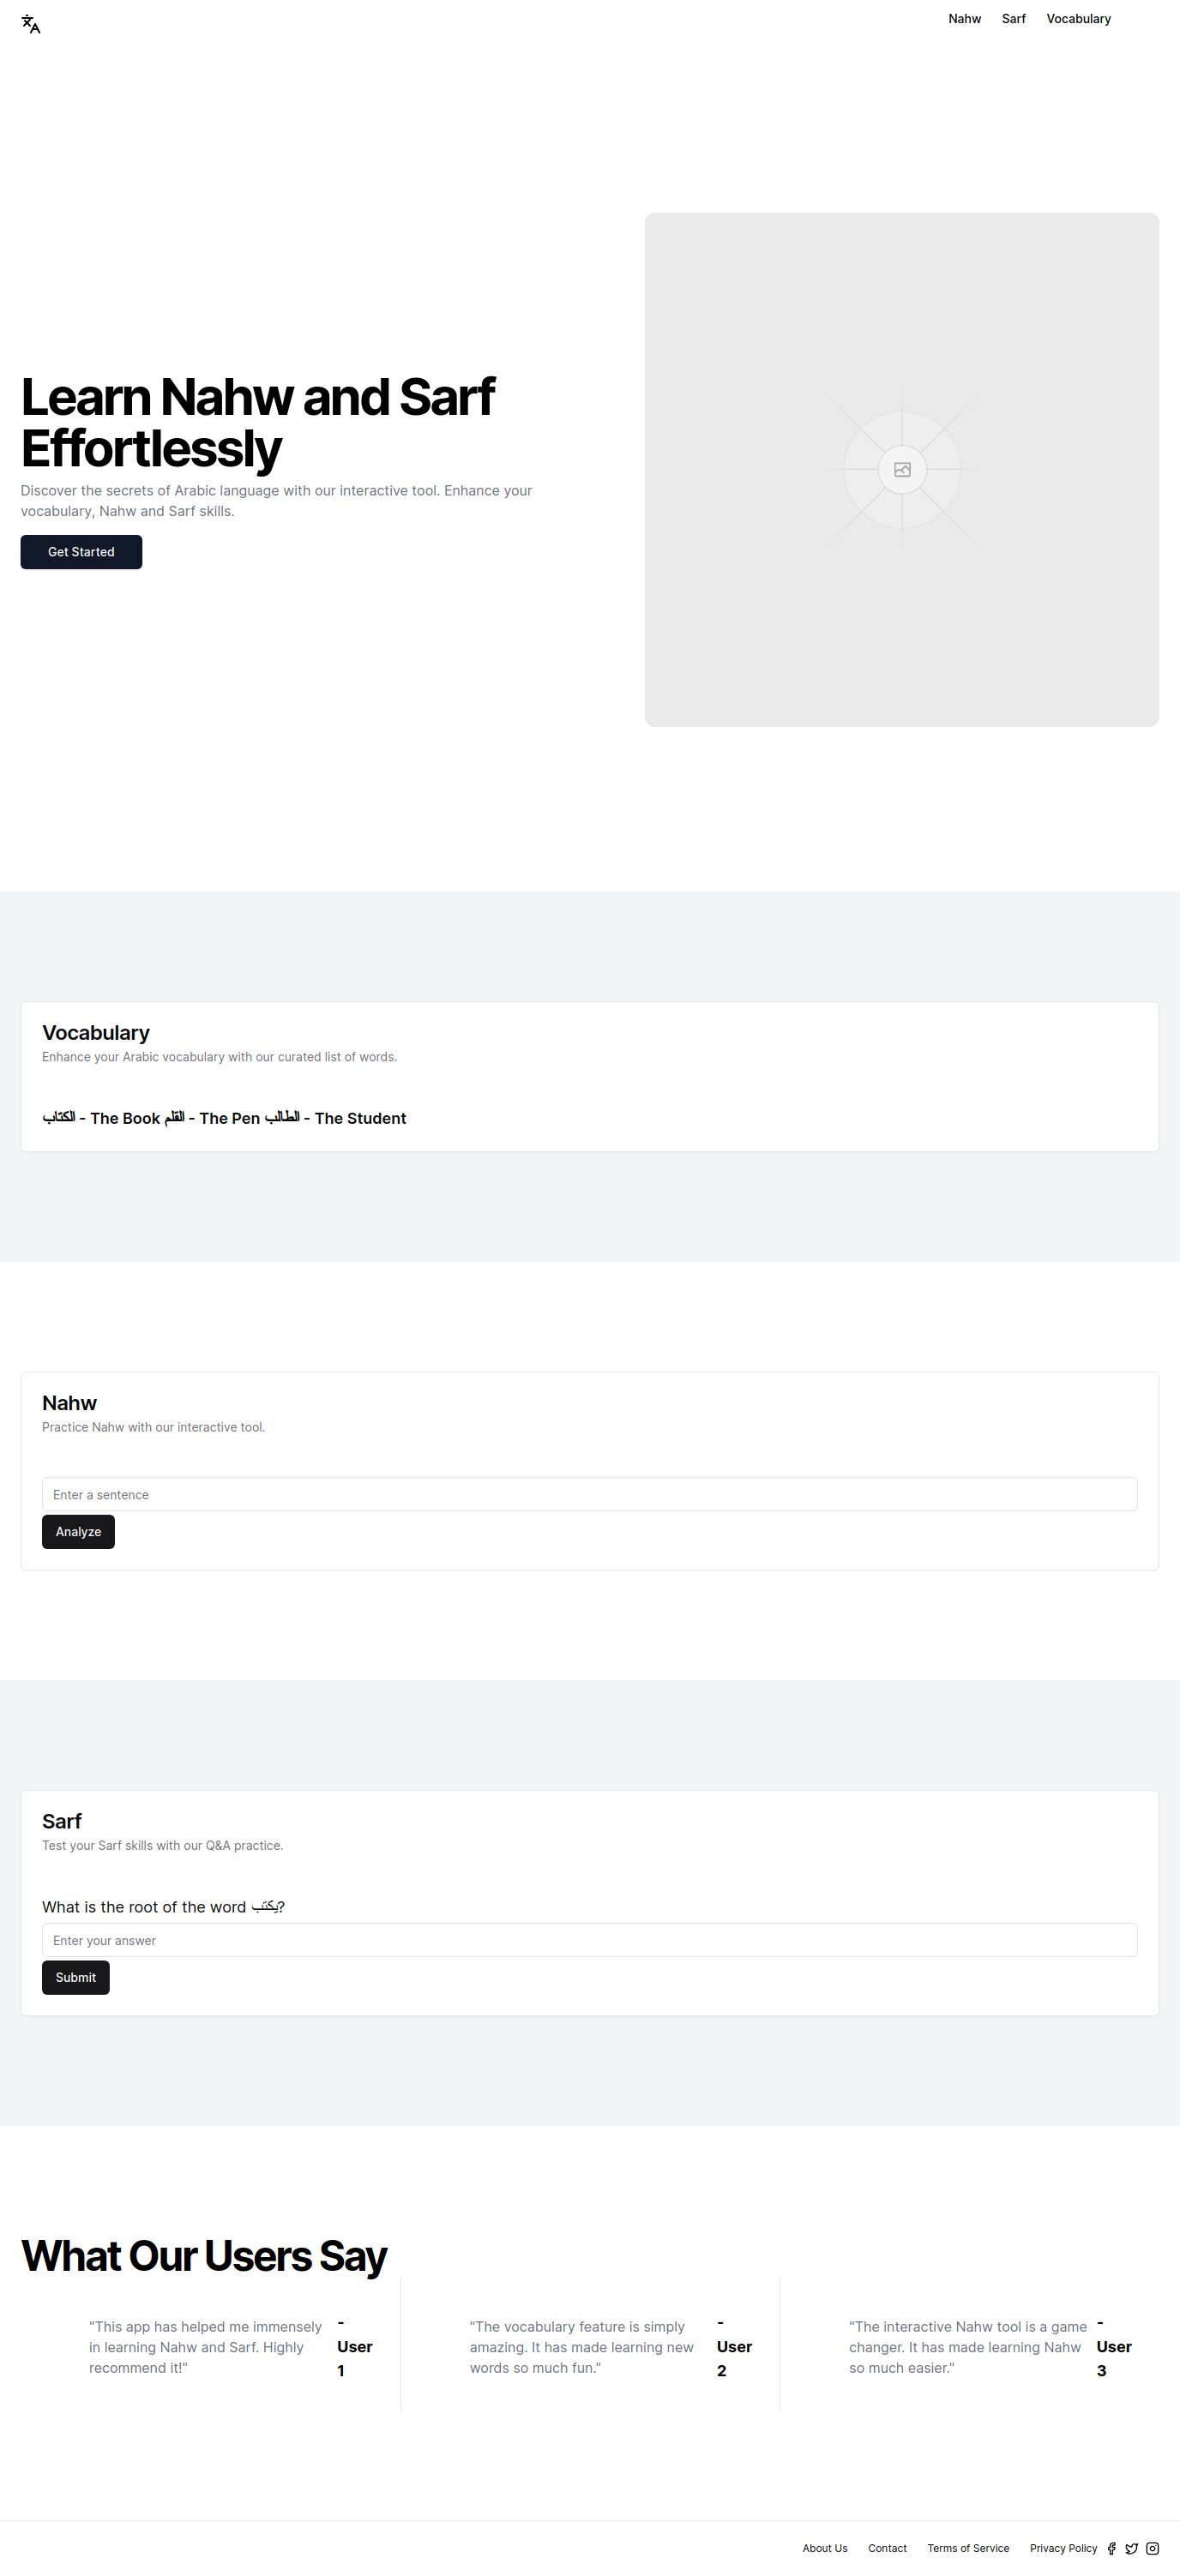 Nahw Sarf Vocabulary
Learn Nahw and Sarf
Effortlessly
Discover the secrets of Arabic language with our interactive tool. Enhance your
vocabulary, Nahw and Sarf skills.
Get Started
Vocabulary
Enhance your Arabic vocabulary with our curated list of words.
الكتاب - The Book القلم - The Pen الطالب - The Student
Nahw
Practice Nahw with our interactive tool.
Enter a sentence
Analyze
Sarf
Test your Sarf skills with our Q&A practice.
What is the root of the word يكتب?
Enter your answer
Submit
What Our Users Say
"This app has helped me immensely
in learning Nahw and Sarf. Highly
recommend it!"
-
User
1
"The vocabulary feature is simply
amazing. It has made learning new
words so much fun."
-
User
2
"The interactive Nahw tool is a game
changer. It has made learning Nahw
so much easier."
-
User
3
About Us Contact Terms of Service Privacy Policy